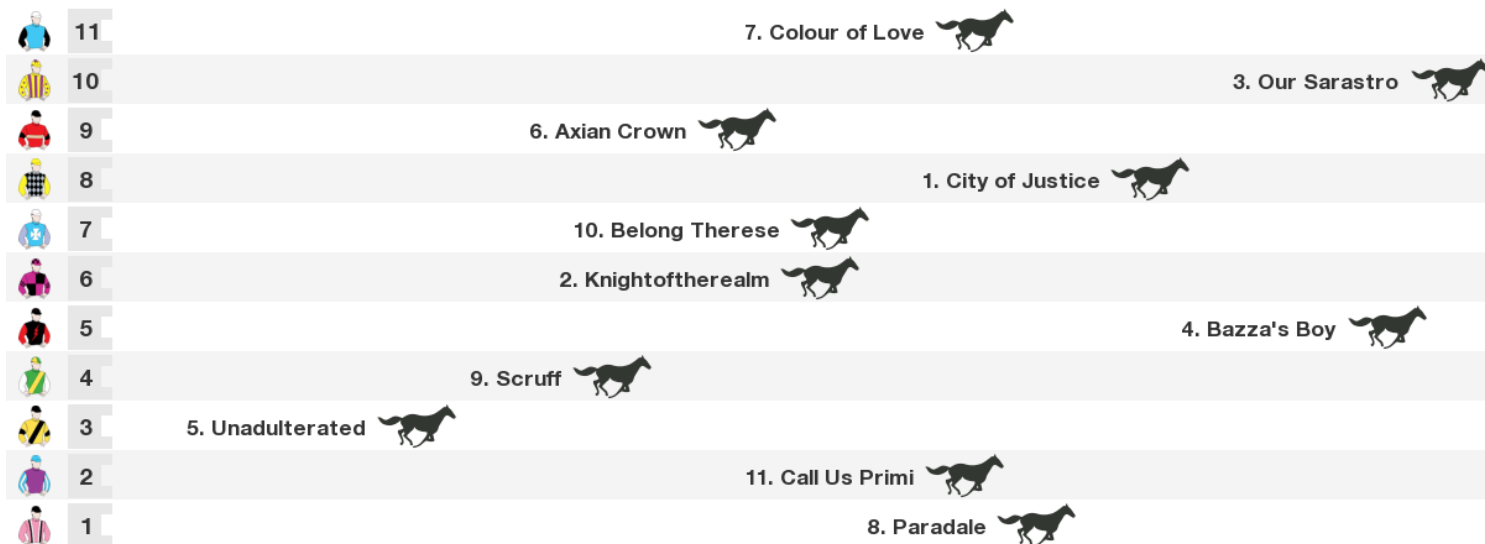 11 7. Colour of Love
10 3. Our Sarastro
9 6. Axian Crown
8 1. City of Justice
7 10. Belong Therese
6 2. Knightoftherealm
5 4. Bazza's Boy
4 9. Scruff
3 5. Unadulterated
2 11. Call Us Primi
1 8. Paradale